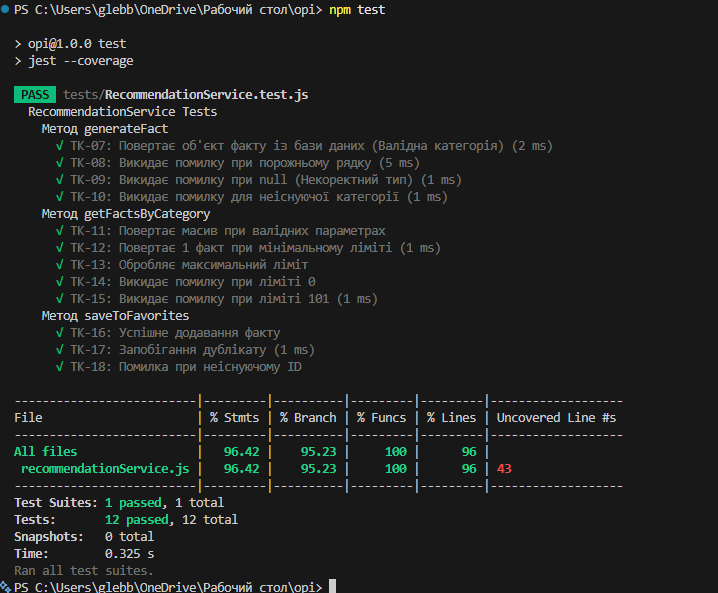 PS C:\Users\glebb\OneDrive\Рабочий стол\opi> npm test
> opi@1.0.0 test
> jest --coverage
PASS tests/RecommendationService.test.js
RecommendationService Tests
Метод generateFact
√ ТК-07: Повертає об'єкт факту із бази даних (Валідна категорія) (2 ms)
√ ТК-08: Викидає помилку при порожньому рядку (5 ms)
√ ТК-09: Викидає помилку при null (Некоректний тип) (1 ms)
√ ТК-10: Викидає помилку для неіснуючої категорії (1 ms)
Метод getFactsByCategory
√ ТК-11: Повертає масив при валідних параметрах
√ ТК-12: Повертає 1 факт при мінімальному ліміті (1 ms)
√ ТК-13: Обробляє максимальний ліміт
√ ТК-14: Викидає помилку при ліміті 0
√ ТК-15: Викидає помилку при ліміті 101 (1 ms)
Метод saveToFavorites
√ ТК-16: Успішне додавання факту
√ ТК-17: Запобігання дублікату (1 ms)
√ ТК-18: Помилка при неіснуючому ID
--------------------------|---------|----------|---------|---------|-------------------
File | % Stmts | % Branch | % Funcs | % Lines | Uncovered Line #s
--------------------------|---------|----------|---------|---------|-------------------
All files | 96.42 | 95.23 | 100 | 96 |
recommendationService.js | 96.42 | 95.23 | 100 | 96 | 43
--------------------------|---------|----------|---------|---------|-------------------
Test Suites: 1 passed, 1 total
Tests: 12 passed, 12 total
Snapshots: 0 total
Time: 0.325 s
Ran all test suites.
PS C:\Users\glebb\OneDrive\Рабочий стол\opi>